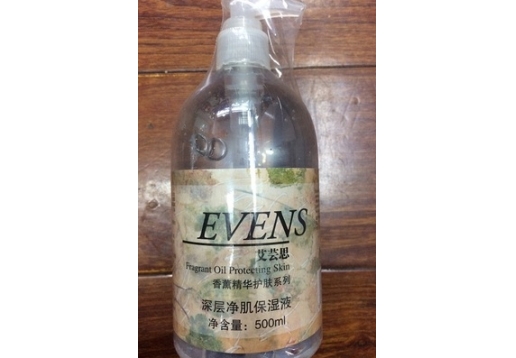 EVENS
艾芸思
Fragrant Oil Protecting Skin
香薰精华护肤系列
深层净肌保湿液
净含量：500ml